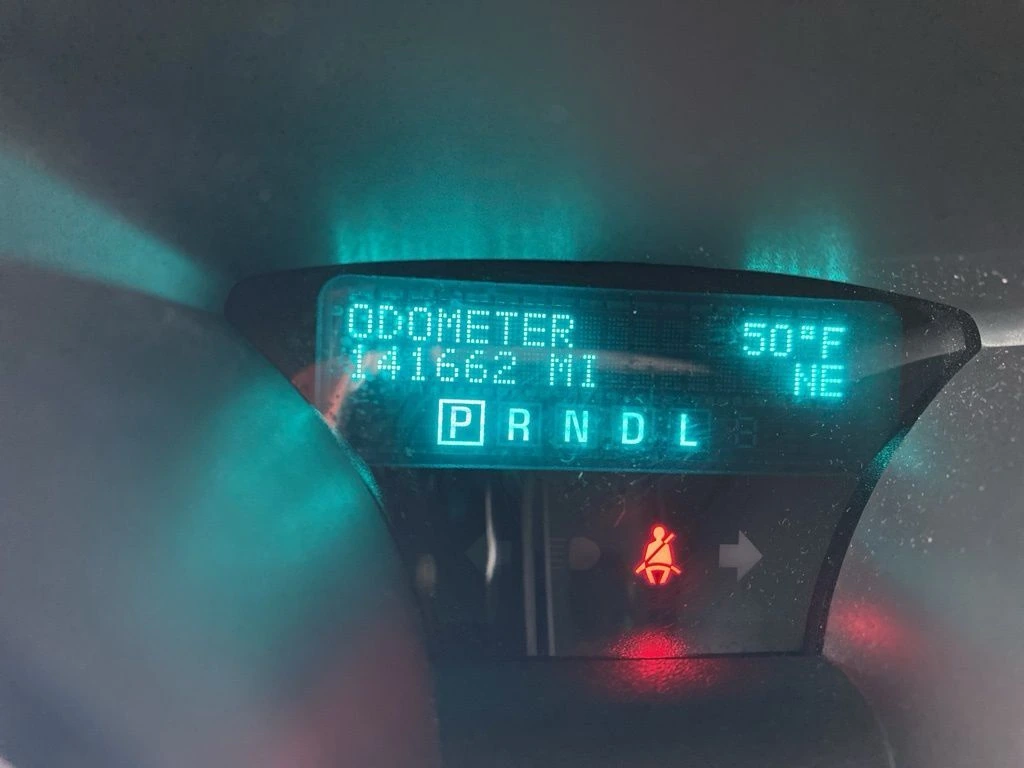 ODOMETER 50°F
141662 MI NE
P R N D L